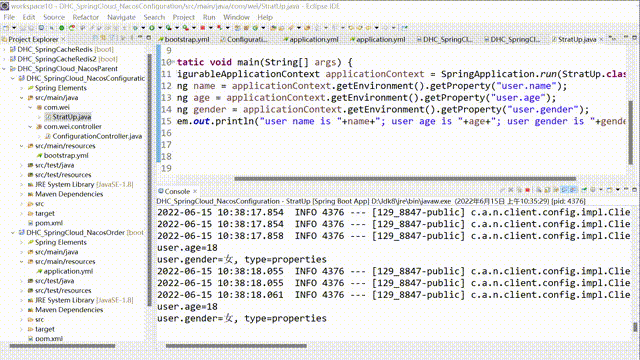 workspace10 - DHC_SpringCloud_NacosConfiguration/src/main/java/com/wei/StratUp.java - Eclipse IDE
File Edit Source Refactor Navigate Search Project Run Window Help
Project Explorer
DHC_SpringCacheRedis [boot]
DHC_SpringCacheRedis2 [boot]
DHC_SpringCloud_NacosParent
DHC_SpringCloud_NacosConfiguratic
Spring Elements
src/main/java
com.wei
StratUp.java
com.wei.controller
ConfigurationController.java
src/main/resources
bootstrap.yml
src/test/java
src/test/resources
JRE System Library [JavaSE-1.8]
Maven Dependencies
src
target
pom.xml
DHC_SpringCloud_NacosOrder [boot
Spring Elements
src/main/java
src/main/resources
application.yml
src/test/java
src/test/resources
JRE System Library [JavaSE-1.8]
Maven Dependencies
src
target
pom.xml
bootstrap.yml Configurati... application.yml application.yml DHC_SpringCl... DHC_SpringCl... StratUp.java
9
10 tatic void main(String[] args) {
11 igurableApplicationContext applicationContext = SpringApplication.run(StratUp.class
12 ng name = applicationContext.getEnvironment().getProperty("user.name");
13 ng age = applicationContext.getEnvironment().getProperty("user.age");
14 ng gender = applicationContext.getEnvironment().getProperty("user.gender");
15 em.out.println("user name is "+name+"; user age is "+age+"; user gender is "+gende
16
17
18
19
Console
DHC_SpringCloud_NacosConfiguration - StratUp [Spring Boot App] D:\Jdk8\jre\bin\javaw.exe (2022年6月15日 上午10:35:29) [pid: 4376]
2022-06-15 10:38:17.854 INFO 4376 --- [129_8847-public] c.a.n.client.config.impl.Clie
2022-06-15 10:38:17.854 INFO 4376 --- [129_8847-public] c.a.n.client.config.impl.Clie
2022-06-15 10:38:17.858 INFO 4376 --- [129_8847-public] c.a.n.client.config.impl.Clie
user.age=18
user.gender=女, type=properties
2022-06-15 10:38:18.055 INFO 4376 --- [129_8847-public] c.a.n.client.config.impl.Clie
2022-06-15 10:38:18.055 INFO 4376 --- [129_8847-public] c.a.n.client.config.impl.Clie
2022-06-15 10:38:18.061 INFO 4376 --- [129_8847-public] c.a.n.client.config.impl.Clie
user.age=18
user.gender=女, type=properties